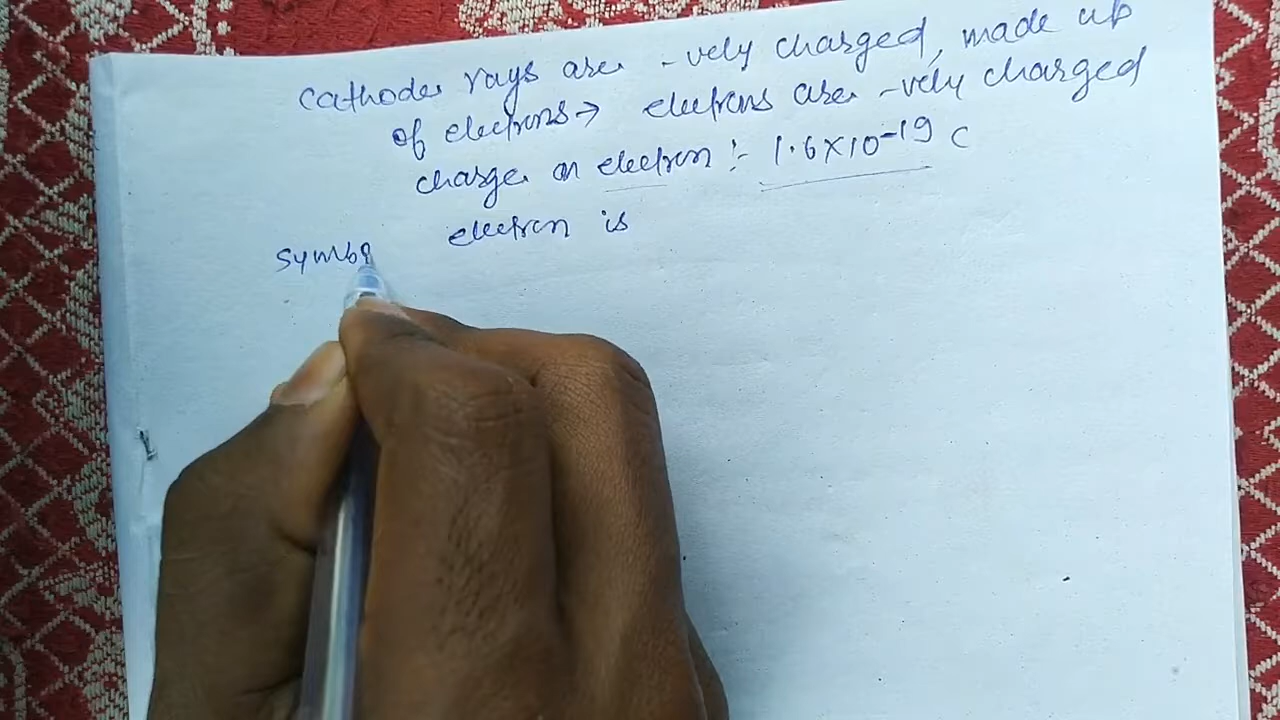 cathode rays are -vely charged, made up
of electrons → electrons are -vely charged
charge on electron :- 1.6×10-19 C
electron is
symbo